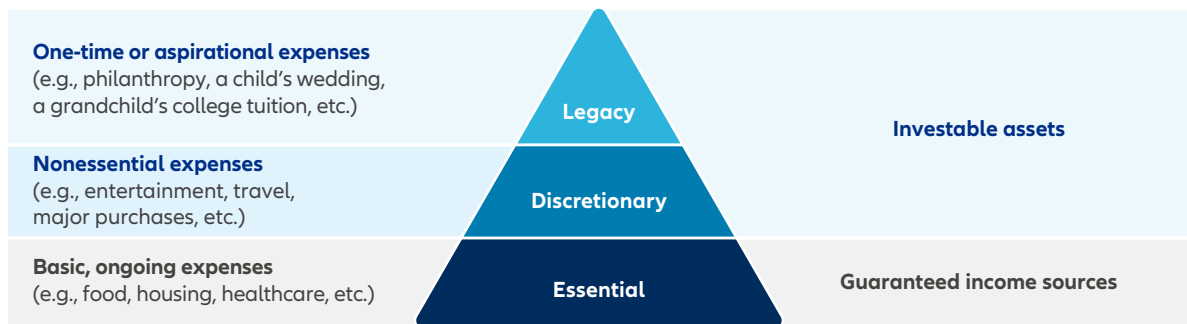 One-time or aspirational expenses
(e.g., philanthropy, a child’s wedding,
a grandchild’s college tuition, etc.)
Legacy
Investable assets
Nonessential expenses
(e.g., entertainment, travel,
major purchases, etc.)
Discretionary
Basic, ongoing expenses
(e.g., food, housing, healthcare, etc.)
Essential
Guaranteed income sources